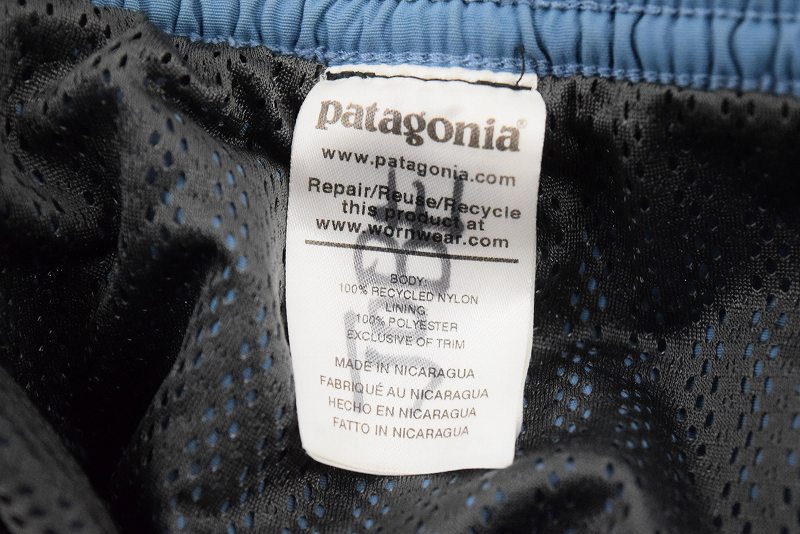 patagonia®
www.patagonia.com
Repair/Reuse/Recycle
this product at
www.wornwear.com
BODY:
100% RECYCLED NYLON
LINING:
100% POLYESTER
EXCLUSIVE OF TRIM
MADE IN NICARAGUA
FABRIQUÉ AU NICARAGUA
HECHO EN NICARAGUA
FATTO IN NICARAGUA